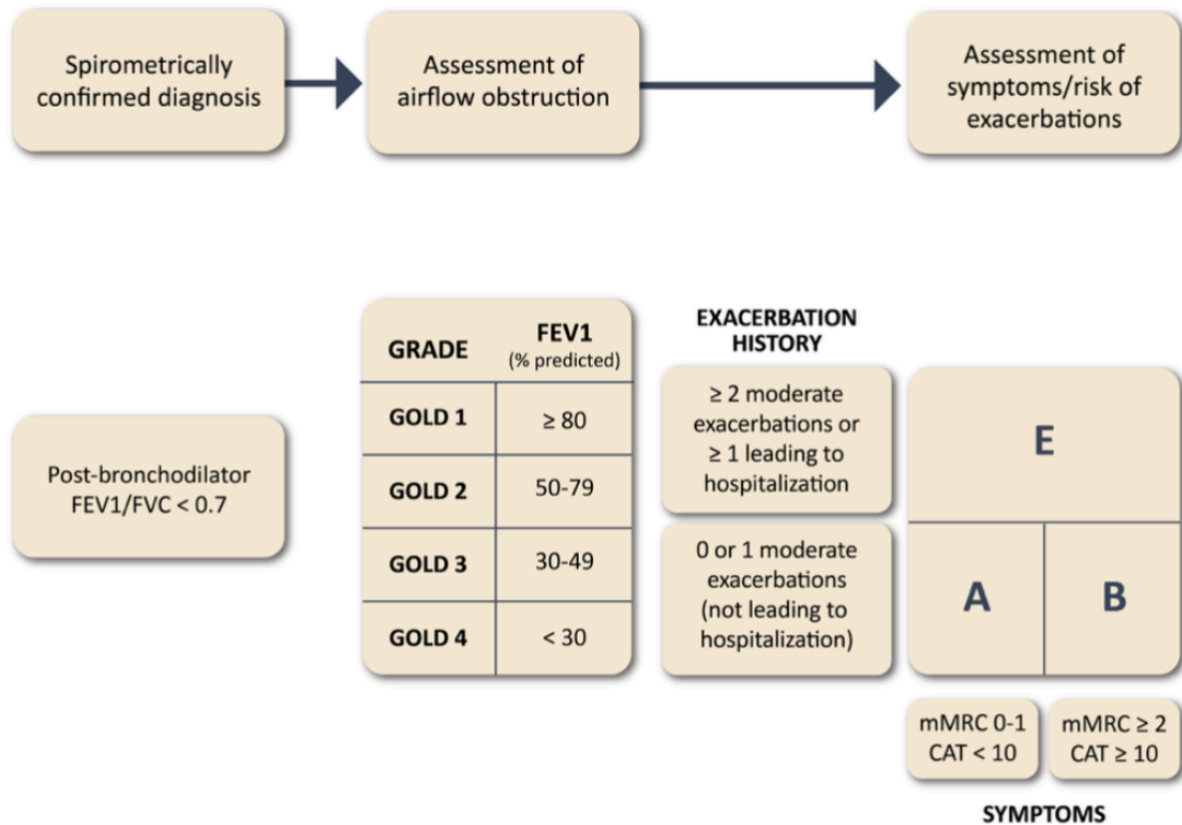 Spirometrically
confirmed diagnosis
Assessment of
airflow obstruction
Assessment of
symptoms/risk of
exacerbations
Post-bronchodilator
FEV1/FVC < 0.7
GRADE
FEV1
(% predicted)
GOLD 1
≥ 80
GOLD 2
50-79
GOLD 3
30-49
GOLD 4
< 30
EXACERBATION
HISTORY
≥ 2 moderate
exacerbations or
≥ 1 leading to
hospitalization
0 or 1 moderate
exacerbations
(not leading to
hospitalization)
E
A
B
mMRC 0-1
CAT < 10
mMRC ≥ 2
CAT ≥ 10
SYMPTOMS